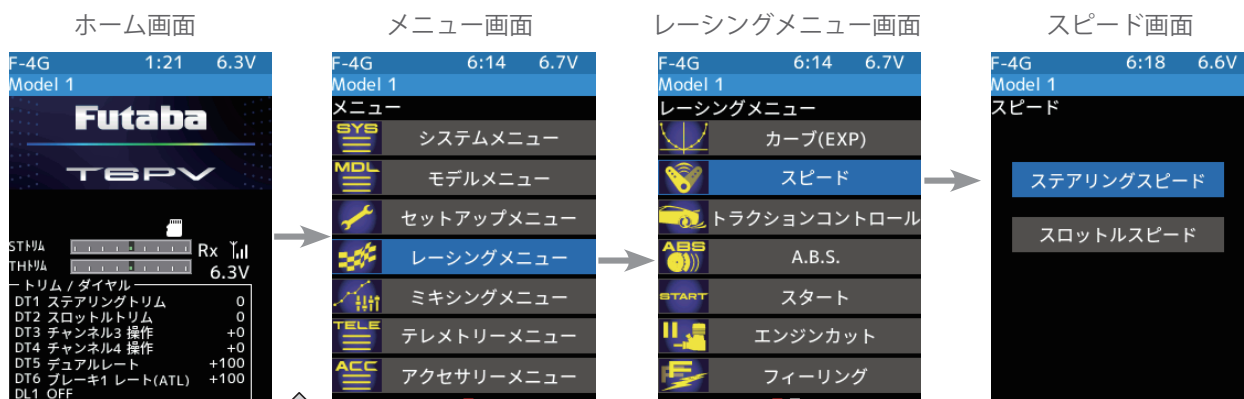 ホーム画面
メニュー画面
レーシングメニュー画面
スピード画面
F-4G 1:21 6.3V
Model 1
Futaba
T6PV
STトリム
Rx
THトリム
6.3V
トリム / ダイヤル
DT1 ステアリングトリム 0
DT2 スロットルトリム 0
DT3 チャンネル3 操作 +0
DT4 チャンネル4 操作 +0
DT5 デュアルレート +100
DT6 ブレーキ1 レート(ATL) +100
DL1 OFF
F-4G 6:14 6.7V
Model 1
メニュー
SYS システムメニュー
MDL モデルメニュー
セットアップメニュー
レーシングメニュー
ミキシングメニュー
TELE テレメトリーメニュー
ACC アクセサリーメニュー
F-4G 6:14 6.7V
Model 1
レーシングメニュー
カーブ(EXP)
スピード
トラクションコントロール
ABS A.B.S.
START スタート
エンジンカット
F フィーリング
F-4G 6:18 6.6V
Model 1
スピード
ステアリングスピード
スロットルスピード